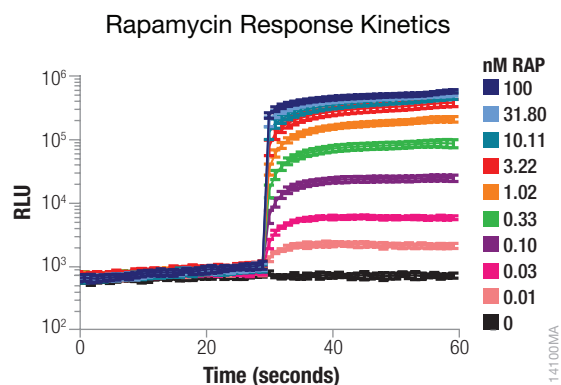 Rapamycin Response Kinetics
nM RAP
100
31.80
10.11
3.22
1.02
0.33
0.10
0.03
0.01
0
RLU
10⁶
10⁵
10⁴
10³
10²
0 20 40 60
Time (seconds)
14100MA